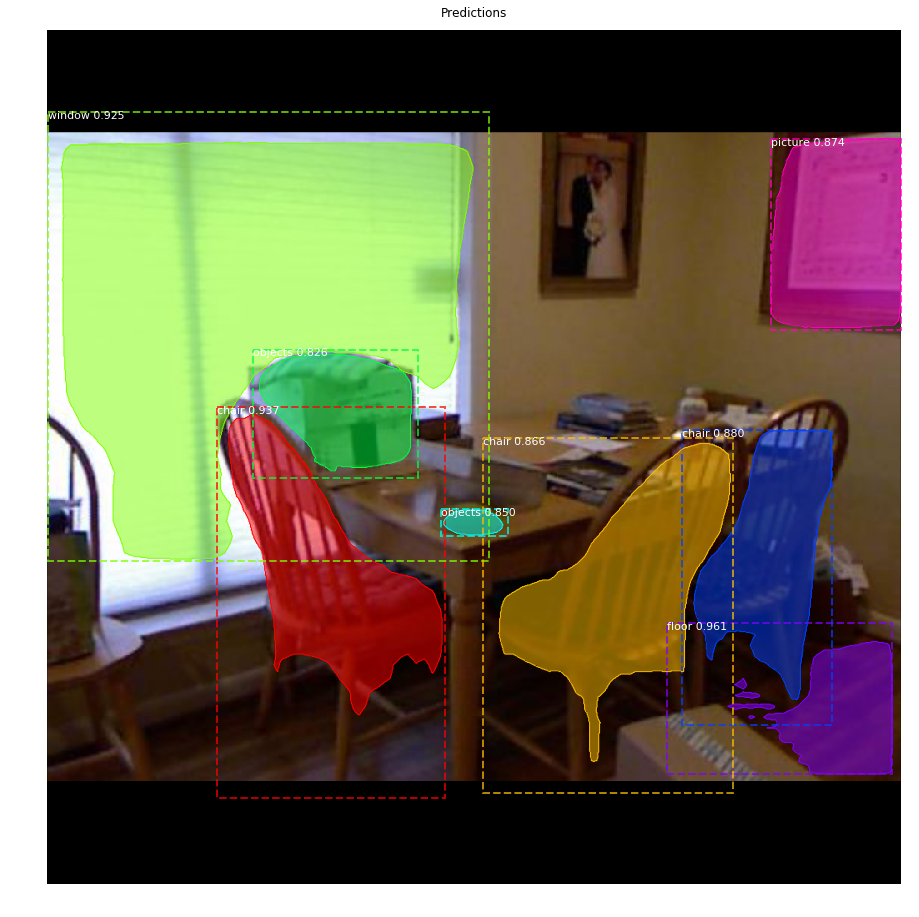 Predictions
window 0.925
picture 0.874
objects 0.826
chair 0.937
chair 0.880
chair 0.866
objects 0.850
floor 0.961